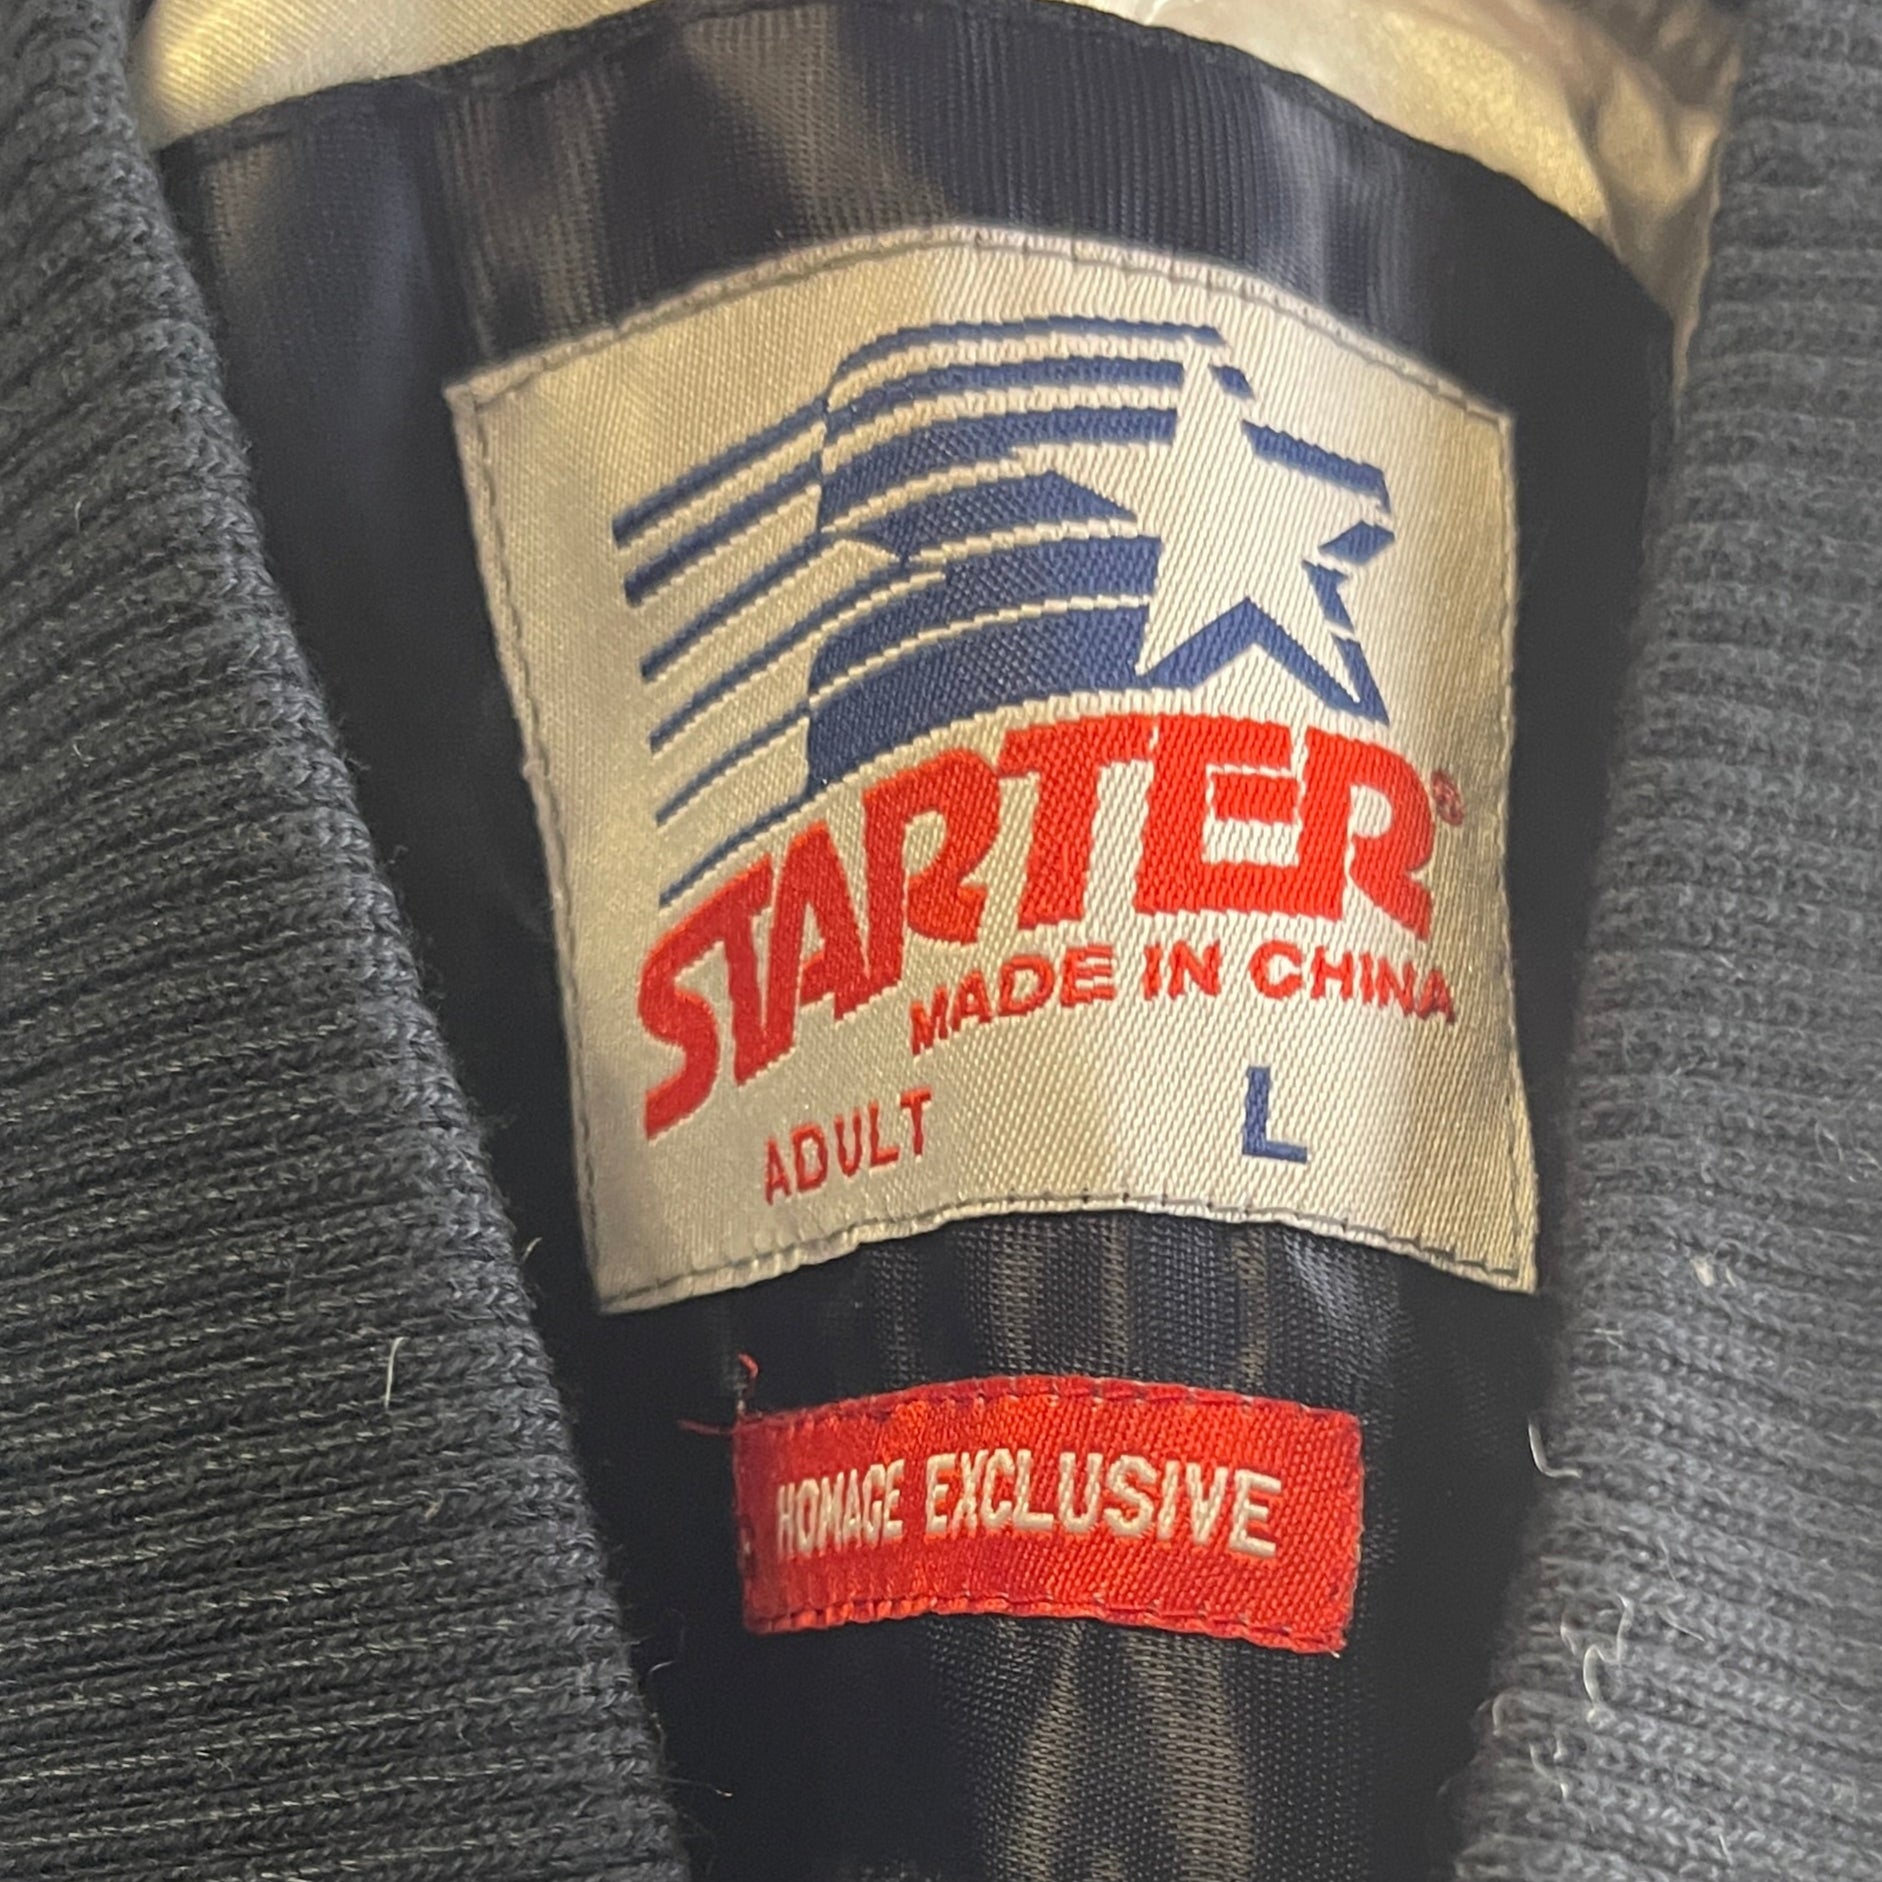 STARTER®
MADE IN CHINA
ADULT L
HOMAGE EXCLUSIVE